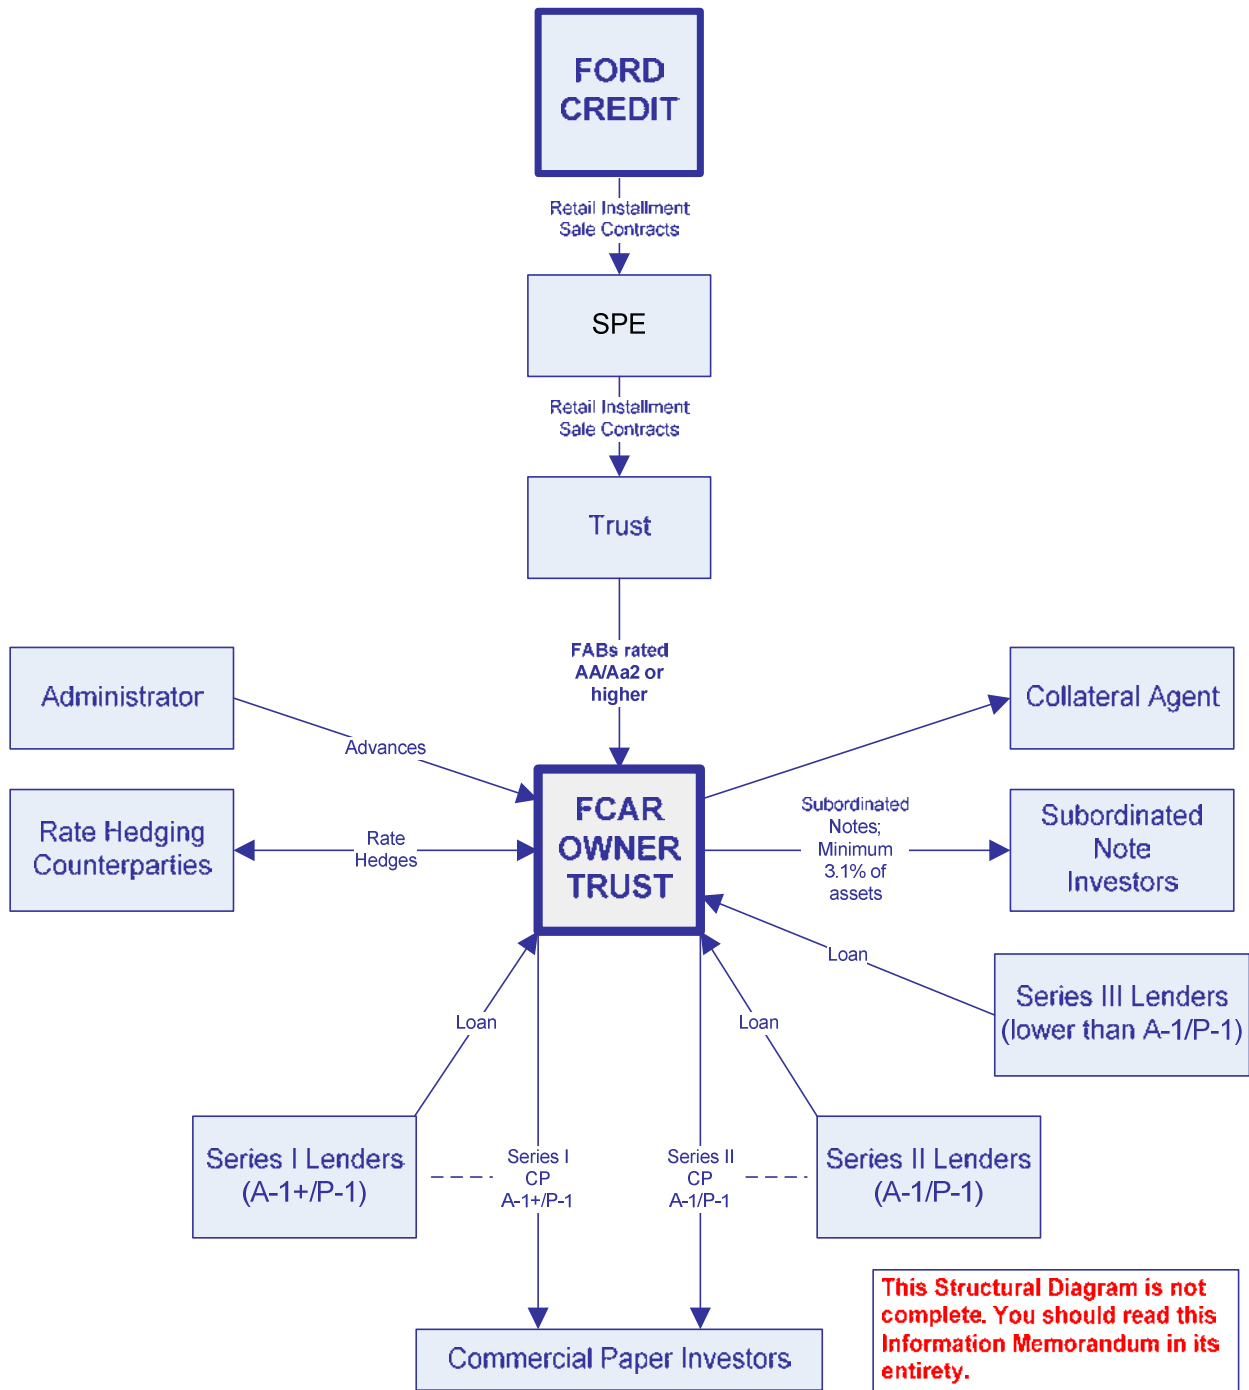 FORD
CREDIT
Retail Installment
Sale Contracts
SPE
Retail Installment
Sale Contracts
Trust
FABs rated
AA/Aa2 or
higher
Administrator
Advances
Collateral Agent
Rate Hedging
Counterparties
Rate
Hedges
FCAR
OWNER
TRUST
Subordinated
Notes;
Minimum
3.1% of
assets
Subordinated
Note
Investors
Loan
Series III Lenders
(lower than A-1/P-1)
Loan
Loan
Series I Lenders
(A-1+/P-1)
Series I
CP
A-1+/P-1
Series II
CP
A-1/P-1
Series II Lenders
(A-1/P-1)
Commercial Paper Investors
This Structural Diagram is not
complete. You should read this
Information Memorandum in its
entirety.